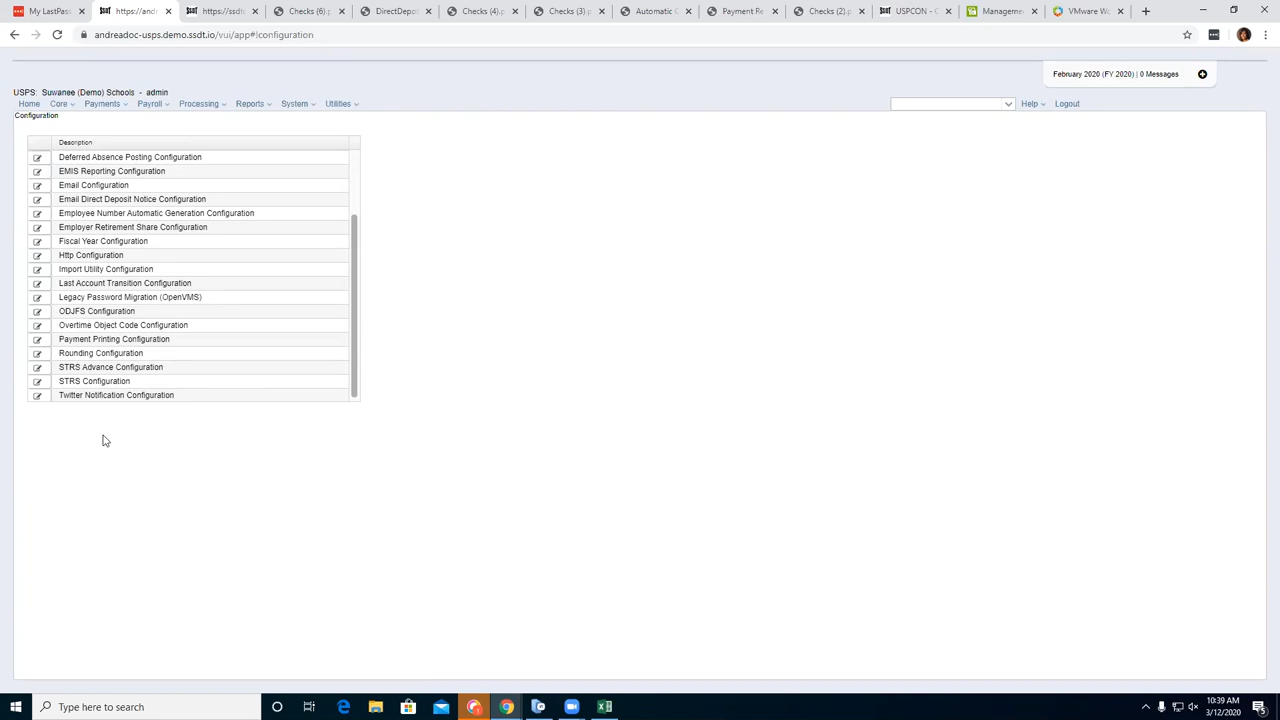 My LastPass
https://andr
https://ssdt
Checks (6).p
DirectDepos
Checks (4).p
Checks (3).p
Automatic C
Payment Re
Checks (2).p
USPCON - C
Manageme
VMware Wo
andreadoc-usps.demo.ssdt.io/vui/app#!configuration
February 2020 (FY 2020) | 0 Messages
USPS: Suwanee (Demo) Schools - admin
Home Core Payments Payroll Processing Reports System Utilities Help Logout
Configuration
Description
Deferred Absence Posting Configuration
EMIS Reporting Configuration
Email Configuration
Email Direct Deposit Notice Configuration
Employee Number Automatic Generation Configuration
Employer Retirement Share Configuration
Fiscal Year Configuration
Http Configuration
Import Utility Configuration
Last Account Transition Configuration
Legacy Password Migration (OpenVMS)
ODJFS Configuration
Overtime Object Code Configuration
Payment Printing Configuration
Rounding Configuration
STRS Advance Configuration
STRS Configuration
Twitter Notification Configuration
Type here to search
10:39 AM
3/12/2020